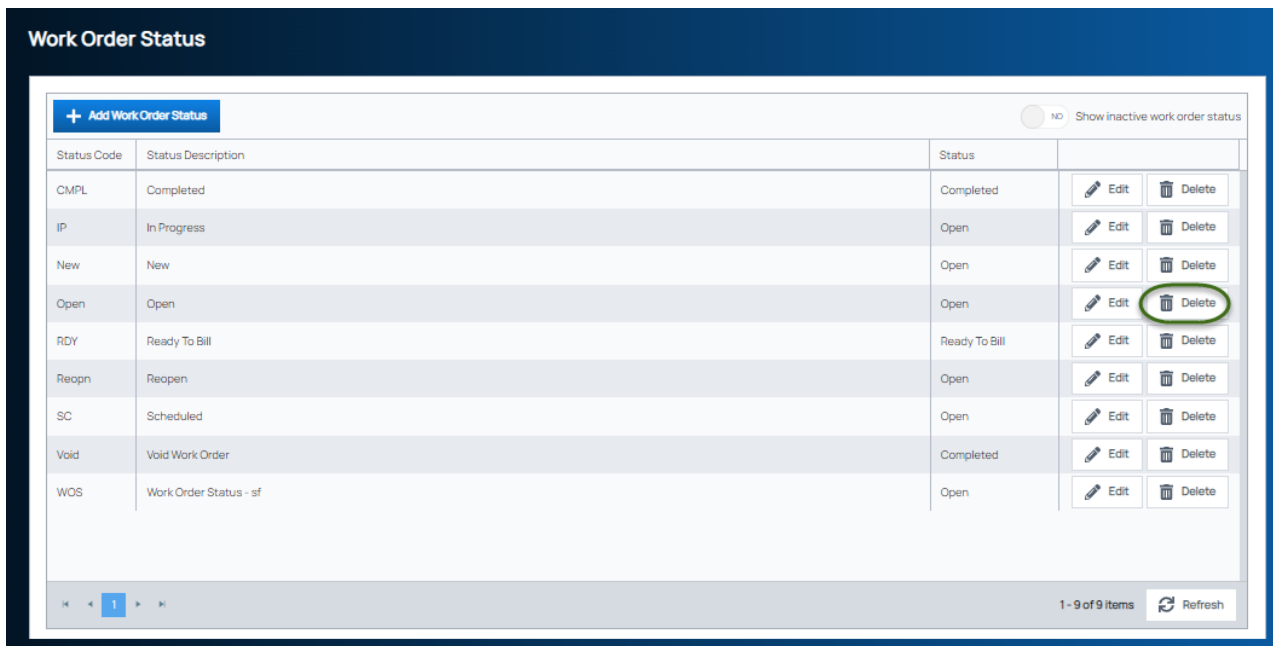 Work Order Status
Add Work Order Status NO Show inactive work order status
Status Code Status Description Status
CMPL Completed Completed Edit Delete
IP In Progress Open Edit Delete
New New Open Edit Delete
Open Open Open Edit Delete
RDY Ready To Bill Ready To Bill Edit Delete
Reopn Reopen Open Edit Delete
SC Scheduled Open Edit Delete
Void Void Work Order Completed Edit Delete
WOS Work Order Status - sf Open Edit Delete
1 1 - 9 of 9 items Refresh